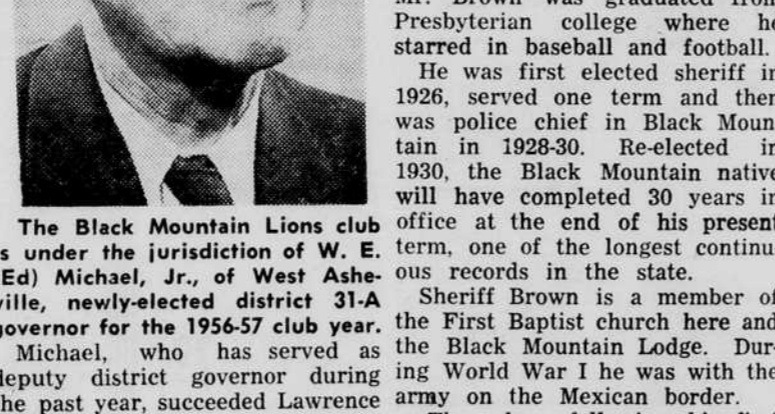 The Black Mountain Lions club
s under the jurisdiction of W. E.
Ed) Michael, Jr., of West Ashe-
ville, newly-elected district 31-A
governor for the 1956-57 club year.
Michael, who has served as
deputy district governor during
he past year, succeeded Lawrence
Mr. Brown was graduated from
Presbyterian college where he
starred in baseball and football.
He was first elected sheriff in
1926, served one term and then
was police chief in Black Moun
tain in 1928-30. Re-elected in
1930, the Black Mountain native
will have completed 30 years in
office at the end of his present
term, one of the longest continu
ous records in the state.
Sheriff Brown is a member of
the First Baptist church here and
the Black Mountain Lodge. Dur-
ing World War I he was with the
army on the Mexican border.